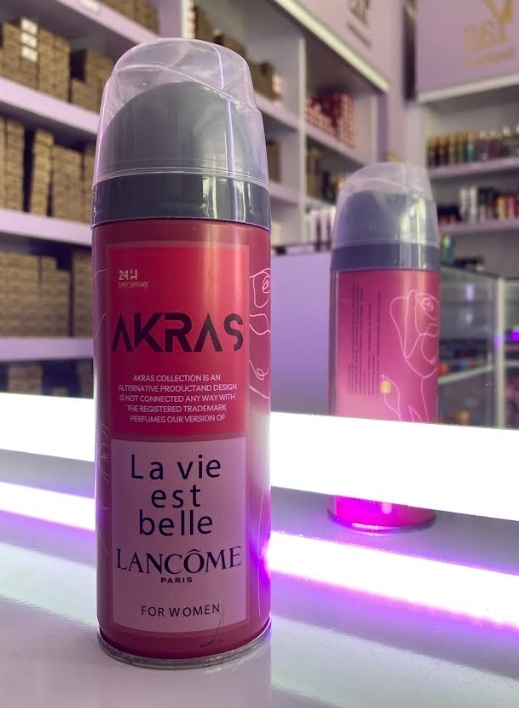 24H
DRY SPRAY
AKRAS
AKRAS COLLECTION IS AN
ALTERNATIVE PRODUCTAND DESIGN
IS NOT CONNECTED ANY WAY WITH
THE REGISTERED TRADEMARK
PERFUMES OUR VERSION OF
La vie
est
belle
LANCÔME
PARIS
FOR WOMEN